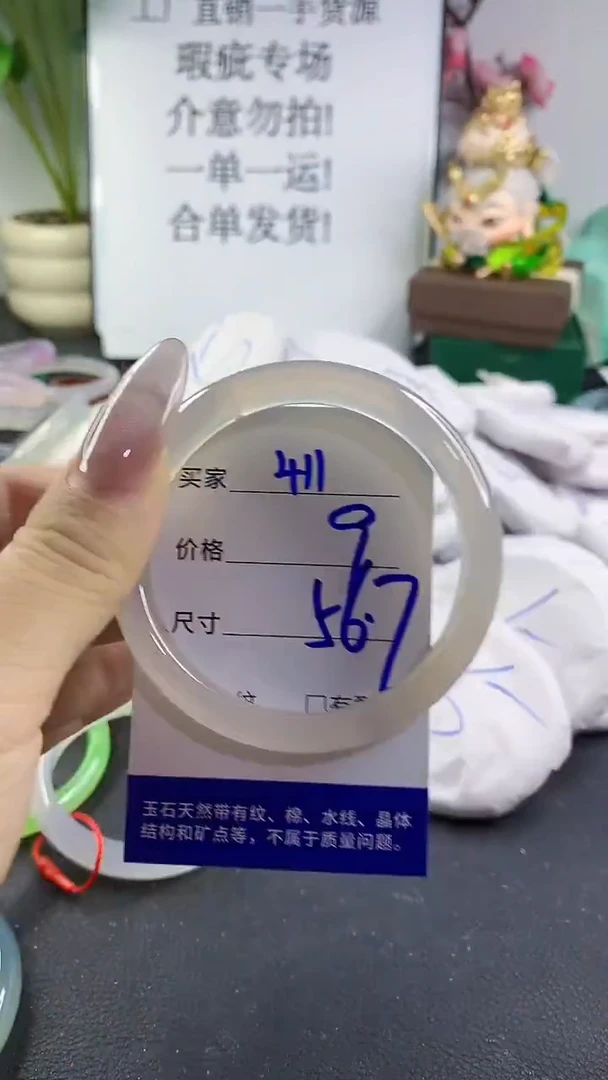 工厂直销一手货源
瑕疵专场
介意勿拍!
一单一运!
合单发货!
买家 411
价格 9
尺寸 56.7
玉石天然带有纹、棉、水线、晶体
结构和矿点等，不属于质量问题。